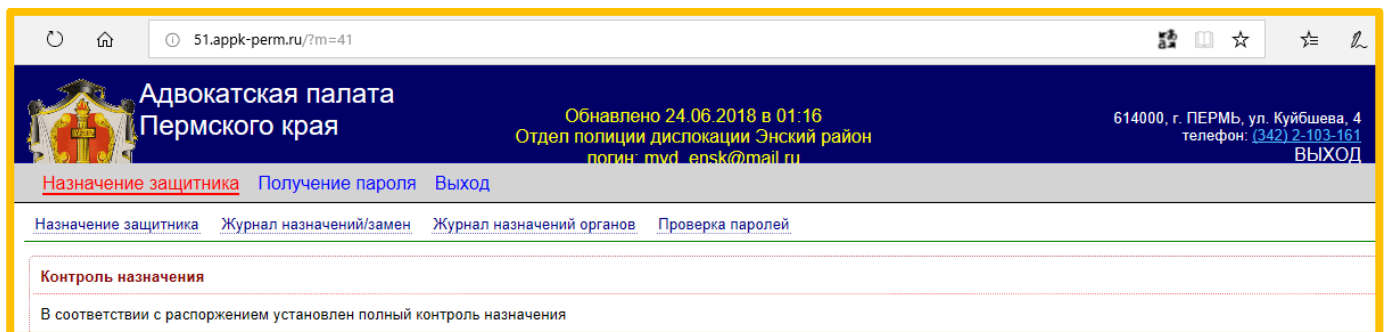 51.appk-perm.ru/?m=41
Адвокатская палата
Пермского края
Обновлено 24.06.2018 в 01:16
Отдел полиции дислокации Энский район
логин: mvd_ensk@mail.ru
614000, г. ПЕРМЬ, ул. Куйбшева, 4
телефон: (342) 2-103-161
ВЫХОД
Назначение защитника Получение пароля Выход
Назначение защитника Журнал назначений/замен Журнал назначений органов Проверка паролей
Контроль назначения
В соответствии с распоржением установлен полный контроль назначения